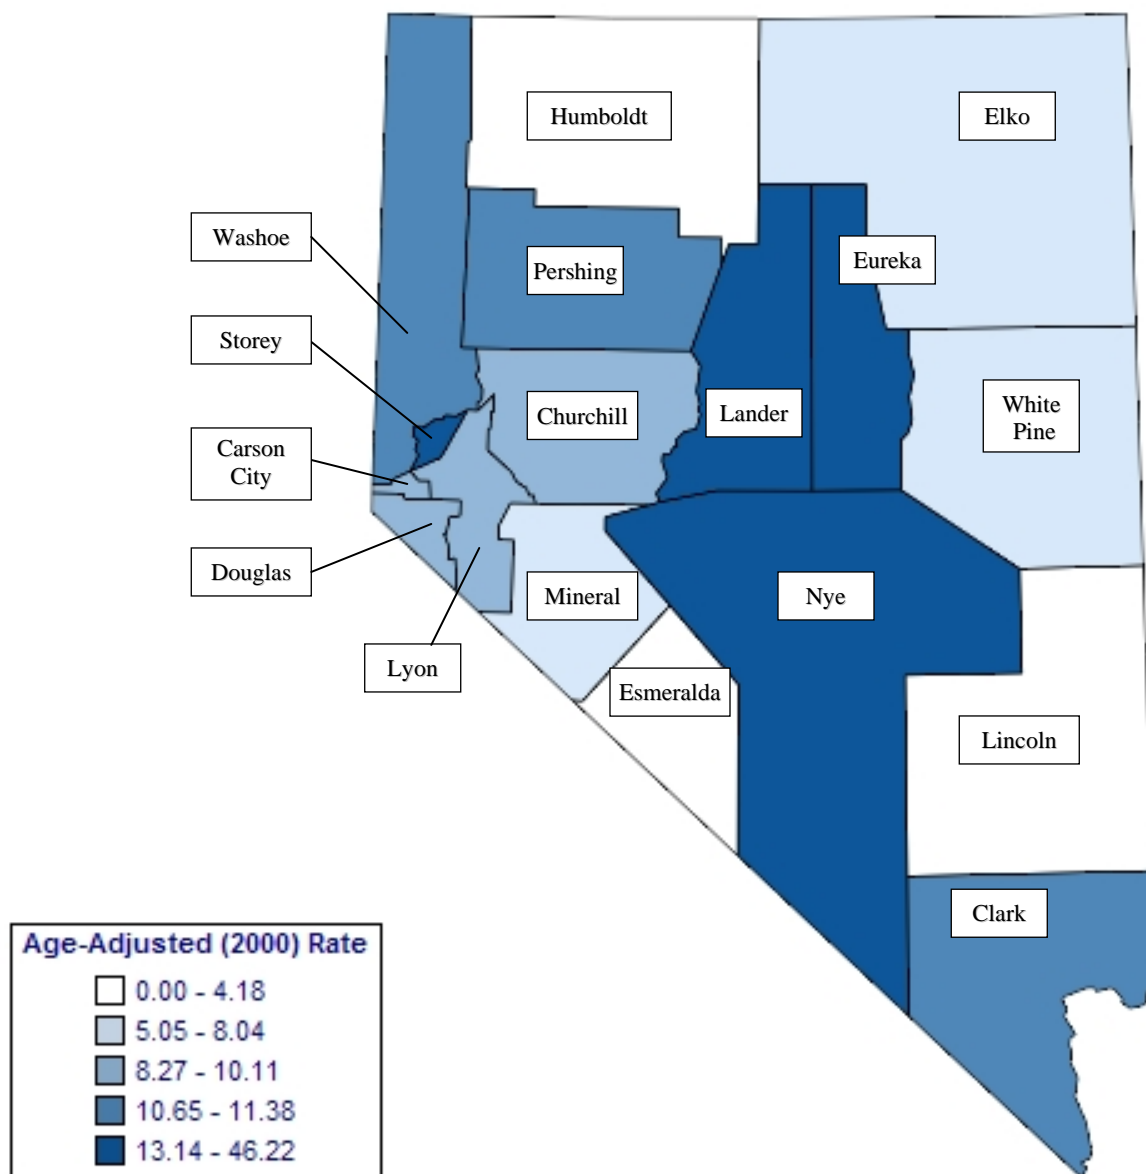 Humboldt
Elko
Washoe
Eureka
Pershing
Storey
Churchill
Lander
White
Pine
Carson
City
Douglas
Mineral
Nye
Lyon
Esmeralda
Lincoln
Clark
Age-Adjusted (2000) Rate
0.00 - 4.18
5.05 - 8.04
8.27 - 10.11
10.65 - 11.38
13.14 - 46.22